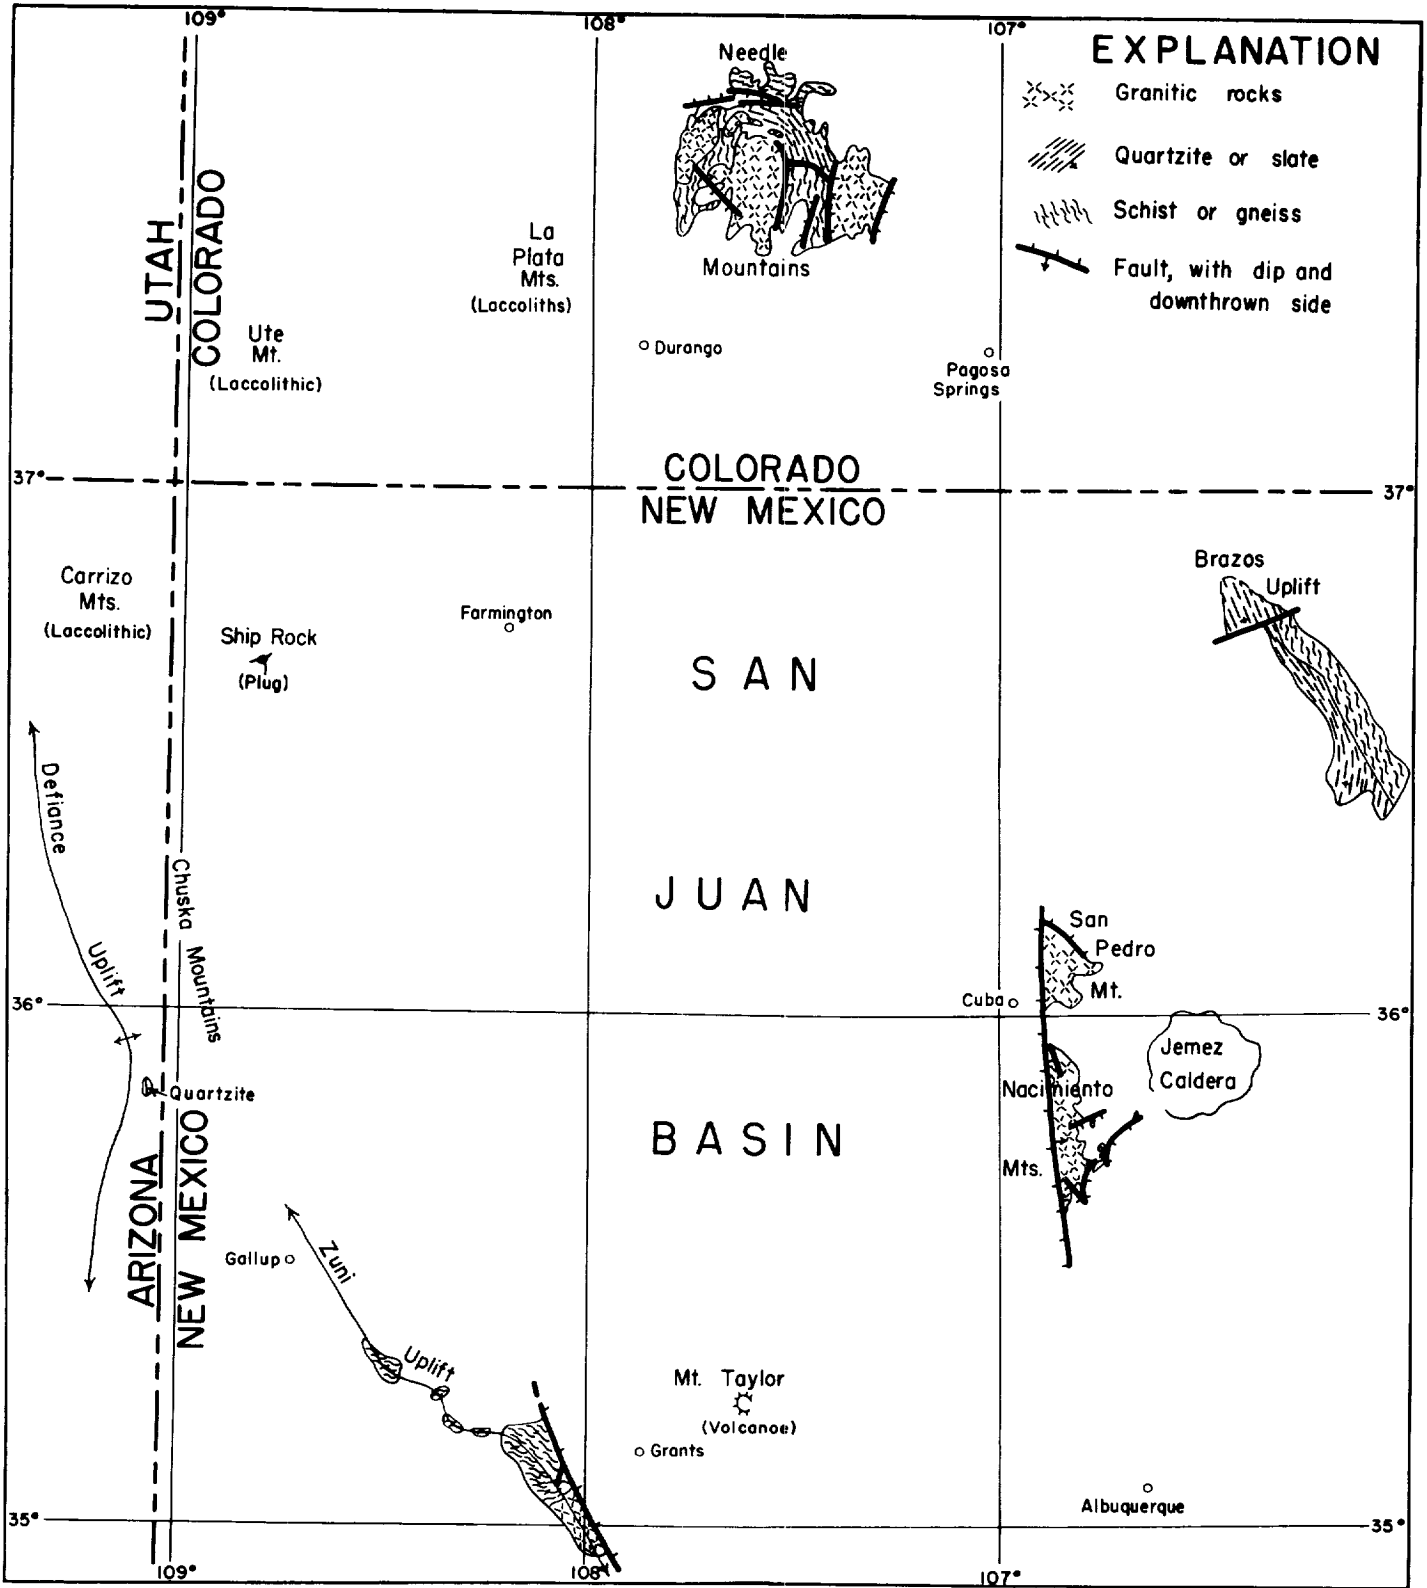 109°
108°
107°
EXPLANATION
Granitic rocks
Quartzite or slate
Schist or gneiss
Fault, with dip and
downthrown side
Needle
Mountains
UTAH
COLORADO
La
Plata
Mts.
(Laccoliths)
Ute
Mt.
(Laccolithic)
Durango
Pagosa
Springs
37°
COLORADO
NEW MEXICO
37°
Carrizo
Mts.
(Laccolithic)
Ship Rock
(Plug)
Farmington
Brazos
Uplift
SAN
JUAN
BASIN
Defiance
Uplift
Chuska Mountains
San
Pedro
Mt.
Cuba
36°
36°
Jemez
Caldera
Nacimiento
Mts.
Quartzite
ARIZONA
NEW MEXICO
Gallup
Zuni
Uplift
Mt. Taylor
(Volcanoe)
Grants
Albuquerque
35°
35°
109°
108°
107°